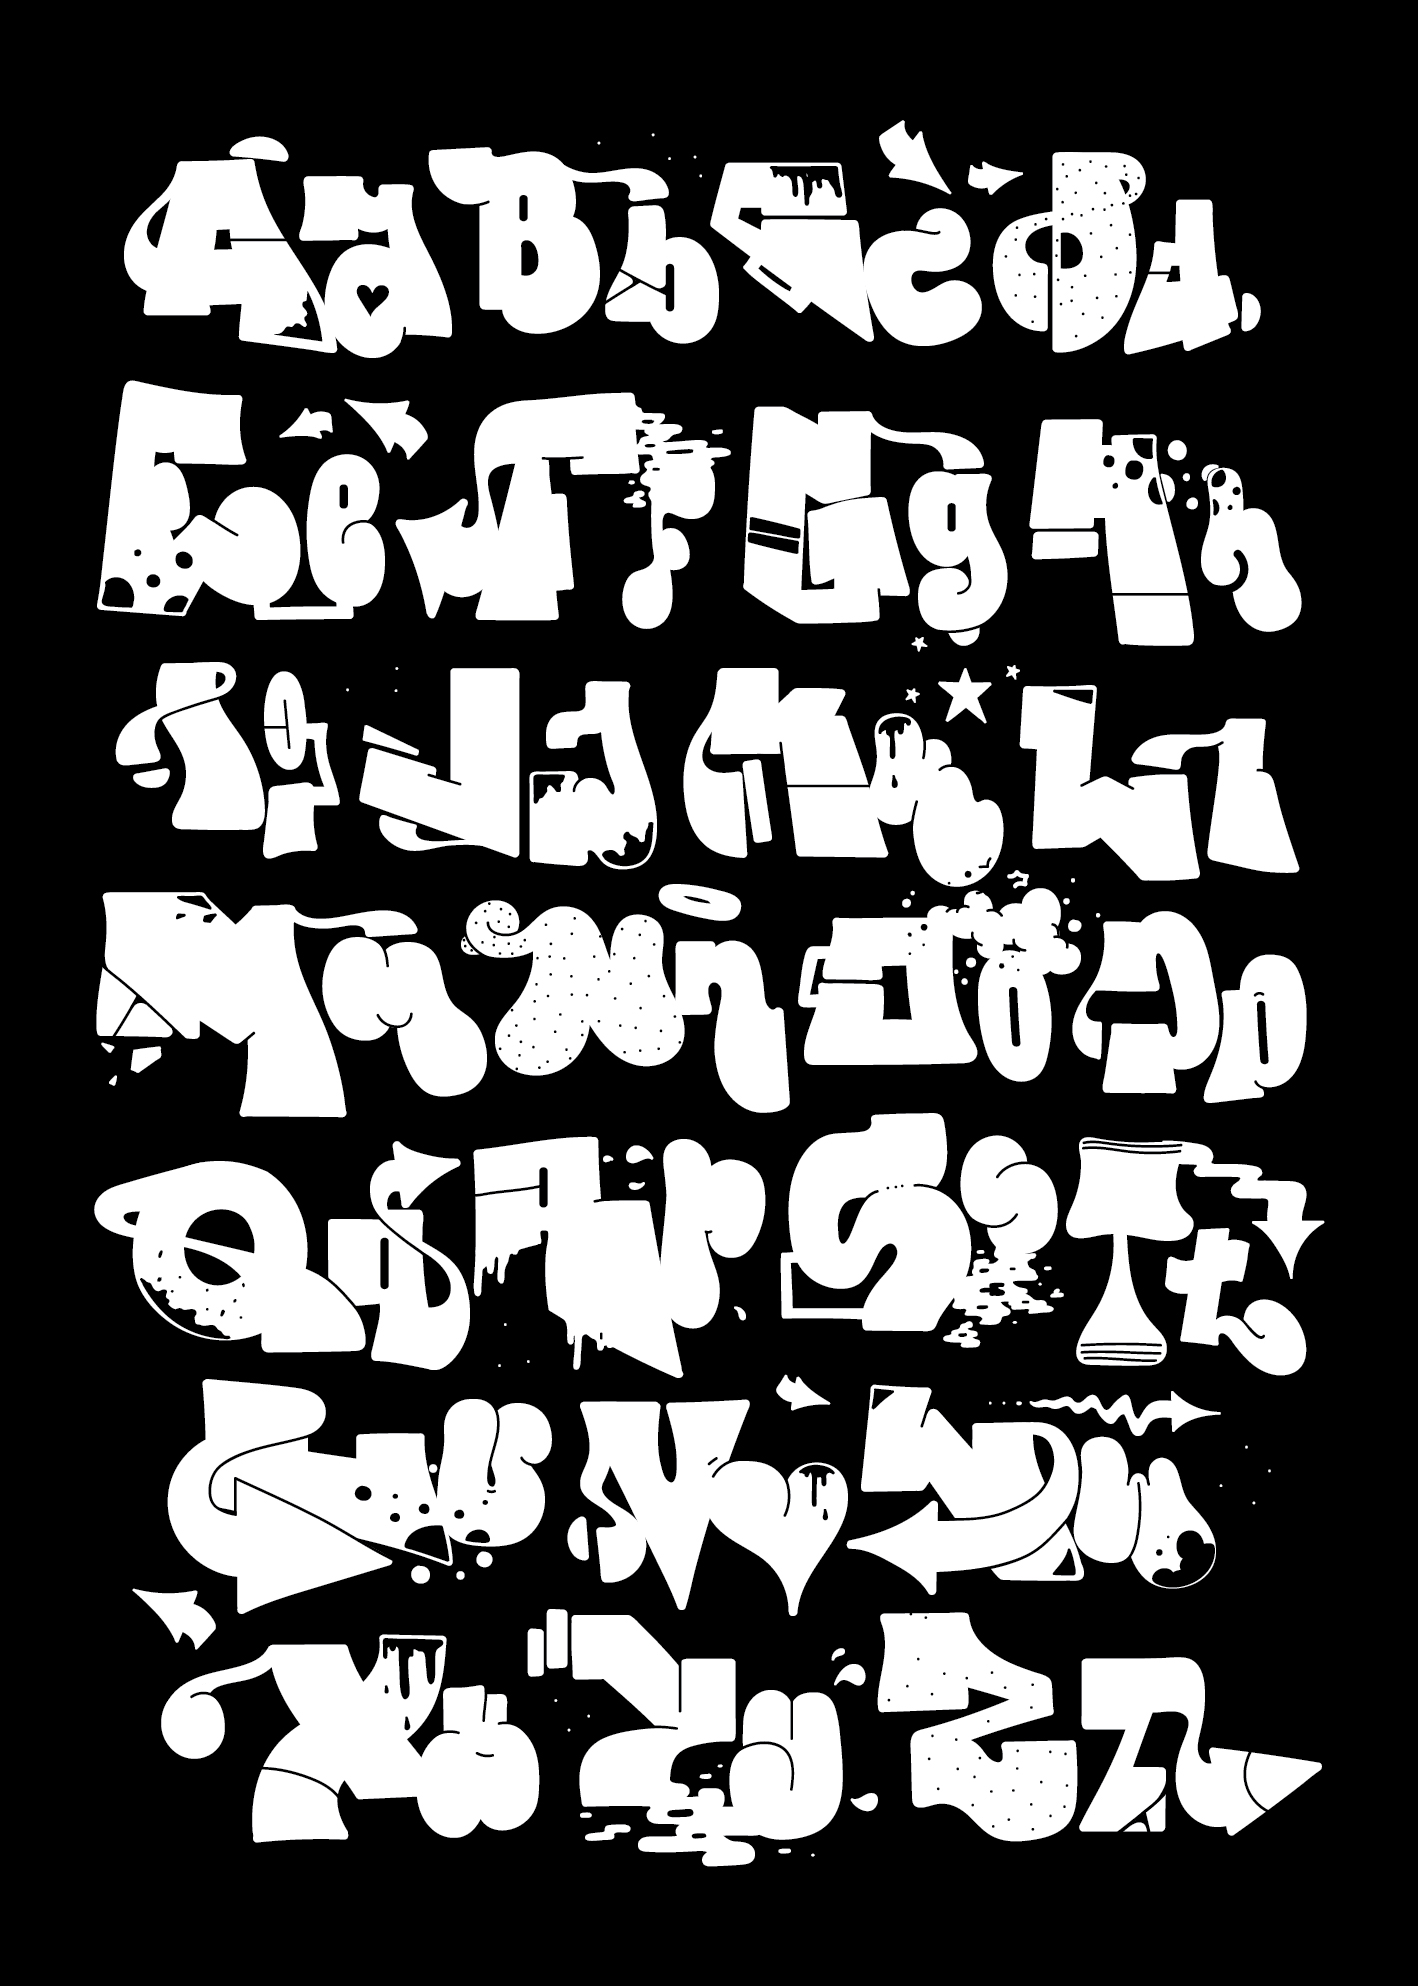 Aa Bb Cc Dd
Ee Ff Gg Hh
Ii Jj Kk Ll
Mm Nn Oo Pp
Qq Rr Ss Tt
Uu Vv Ww
Xx Yy Zz